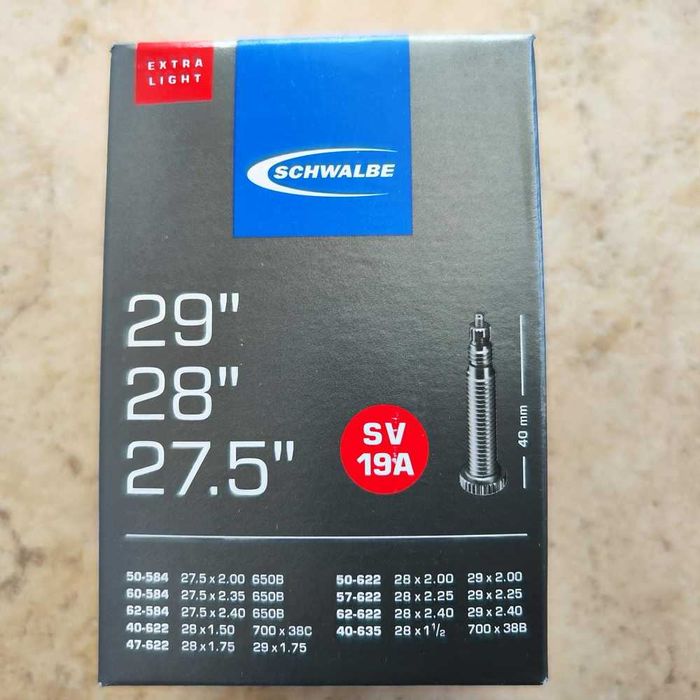 EXTRA
LIGHT
SCHWALBE
29"
28"
27.5"
SV
19A
40 mm
50-584 27.5 x 2.00 650B
60-584 27.5 x 2.35 650B
62-584 27.5 x 2.40 650B
40-622 28 x 1.50 700 x 38C
47-622 28 x 1.75 29 x 1.75
50-622 28 x 2.00 29 x 2.00
57-622 28 x 2.25 29 x 2.25
62-622 28 x 2.40 29 x 2.40
40-635 28 x 1 1/2 700 x 38B